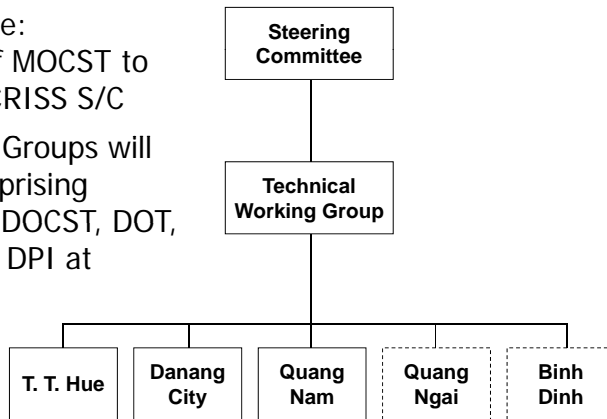 e:
f MOCST to
CRISS S/C
Groups will
prising
DOCST, DOT,
DPI at
Steering
Committee
Technical
Working Group
T. T. Hue
Danang
City
Quang
Nam
Quang
Ngai
Binh
Dinh